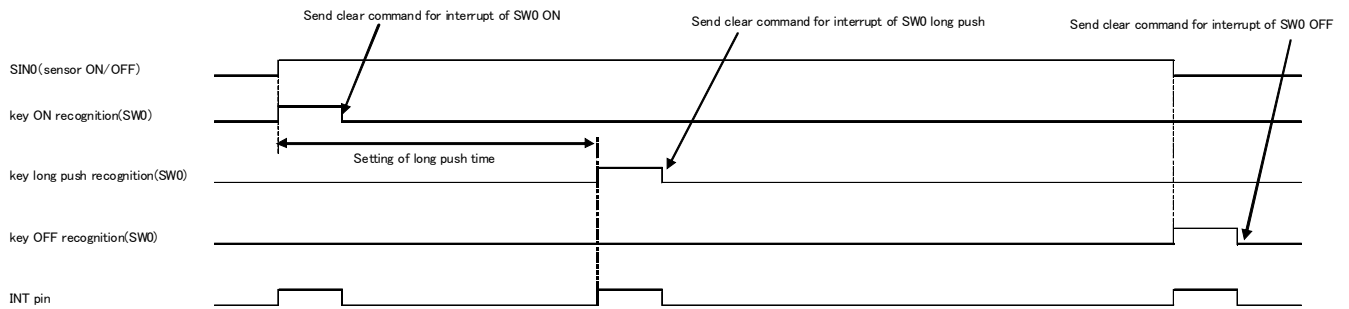 Send clear command for interrupt of SW0 ON
Send clear command for interrupt of SW0 long push
Send clear command for interrupt of SW0 OFF
SIN0(sensor ON/OFF)
key ON recognition(SW0)
Setting of long push time
key long push recognition(SW0)
key OFF recognition(SW0)
INT pin